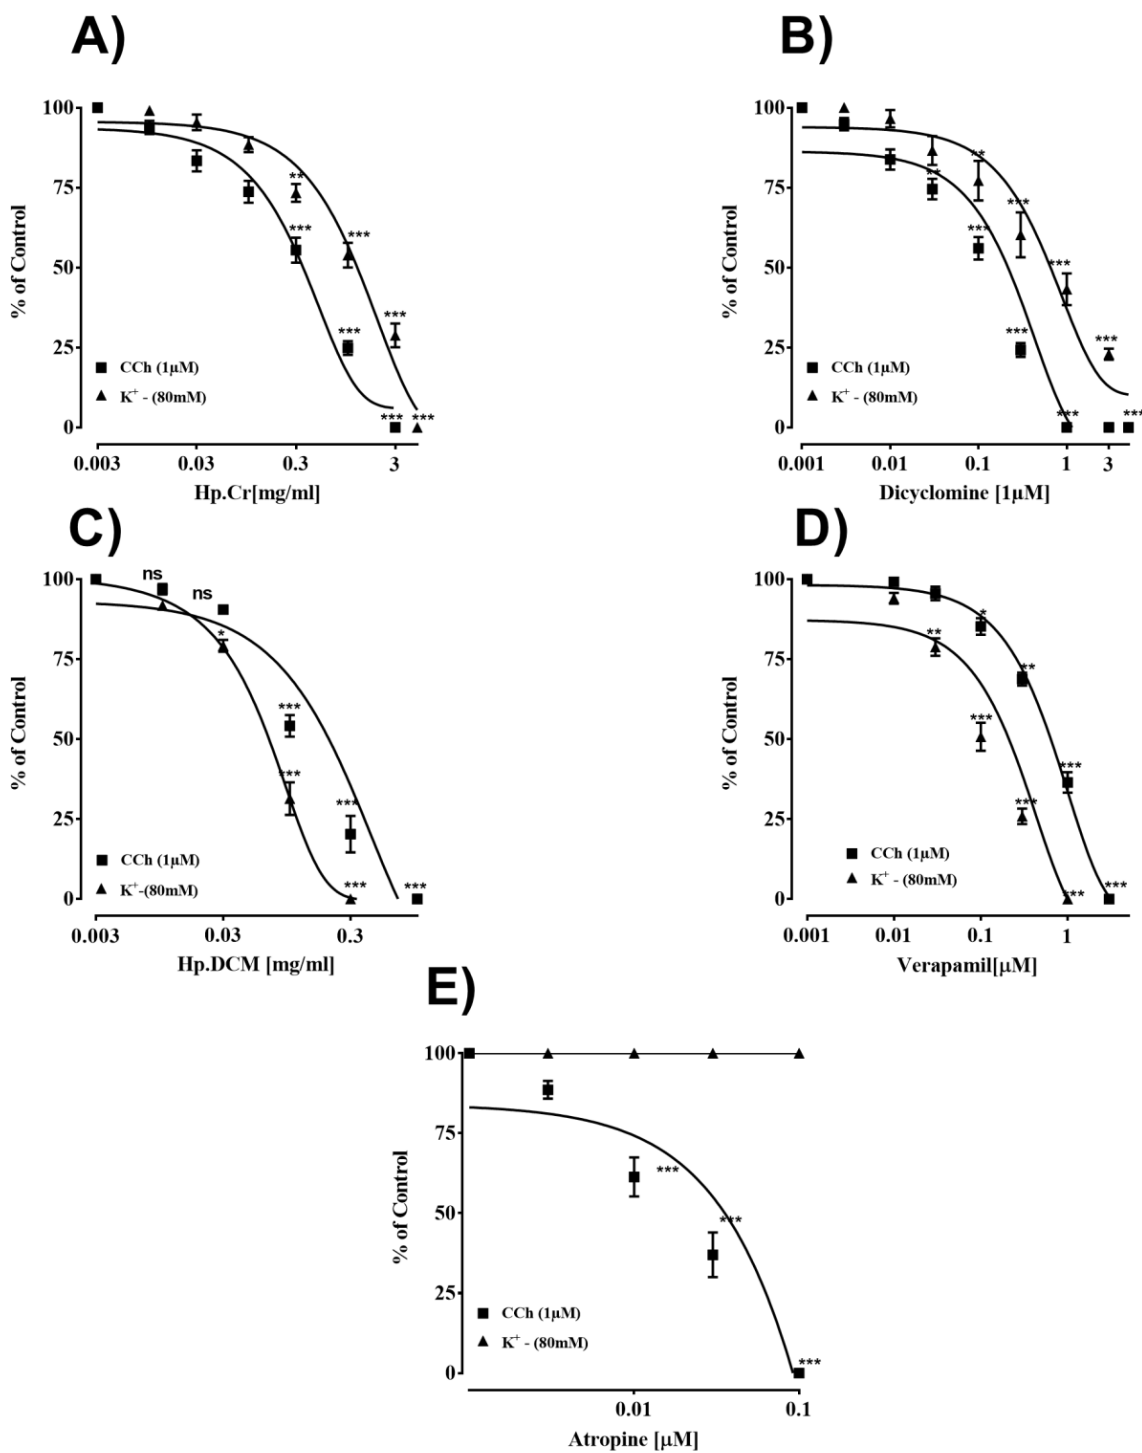 A)
100
75
50
25
0
% of Control
**
***
***
***
***
***
***
CCh (1µM)
K+ - (80mM)
0.003
0.03
0.3
3
Hp.Cr[mg/ml]
B)
100
75
50
25
0
% of Control
**
**
***
***
***
***
***
***
***
CCh (1µM)
K+ - (80mM)
0.001
0.01
0.1
1
3
Dicyclomine [1µM]
C)
100
75
50
25
0
% of Control
ns
ns
*
***
***
***
***
***
CCh (1µM)
K+-(80mM)
0.003
0.03
0.3
Hp.DCM [mg/ml]
D)
100
75
50
25
0
% of Control
*
**
**
***
***
***
***
***
CCh (1µM)
K+ - (80mM)
0.001
0.01
0.1
1
Verapamil[µM]
E)
100
75
50
25
0
% of Control
***
***
***
CCh (1µM)
K+ - (80mM)
0.01
0.1
Atropine [µM]